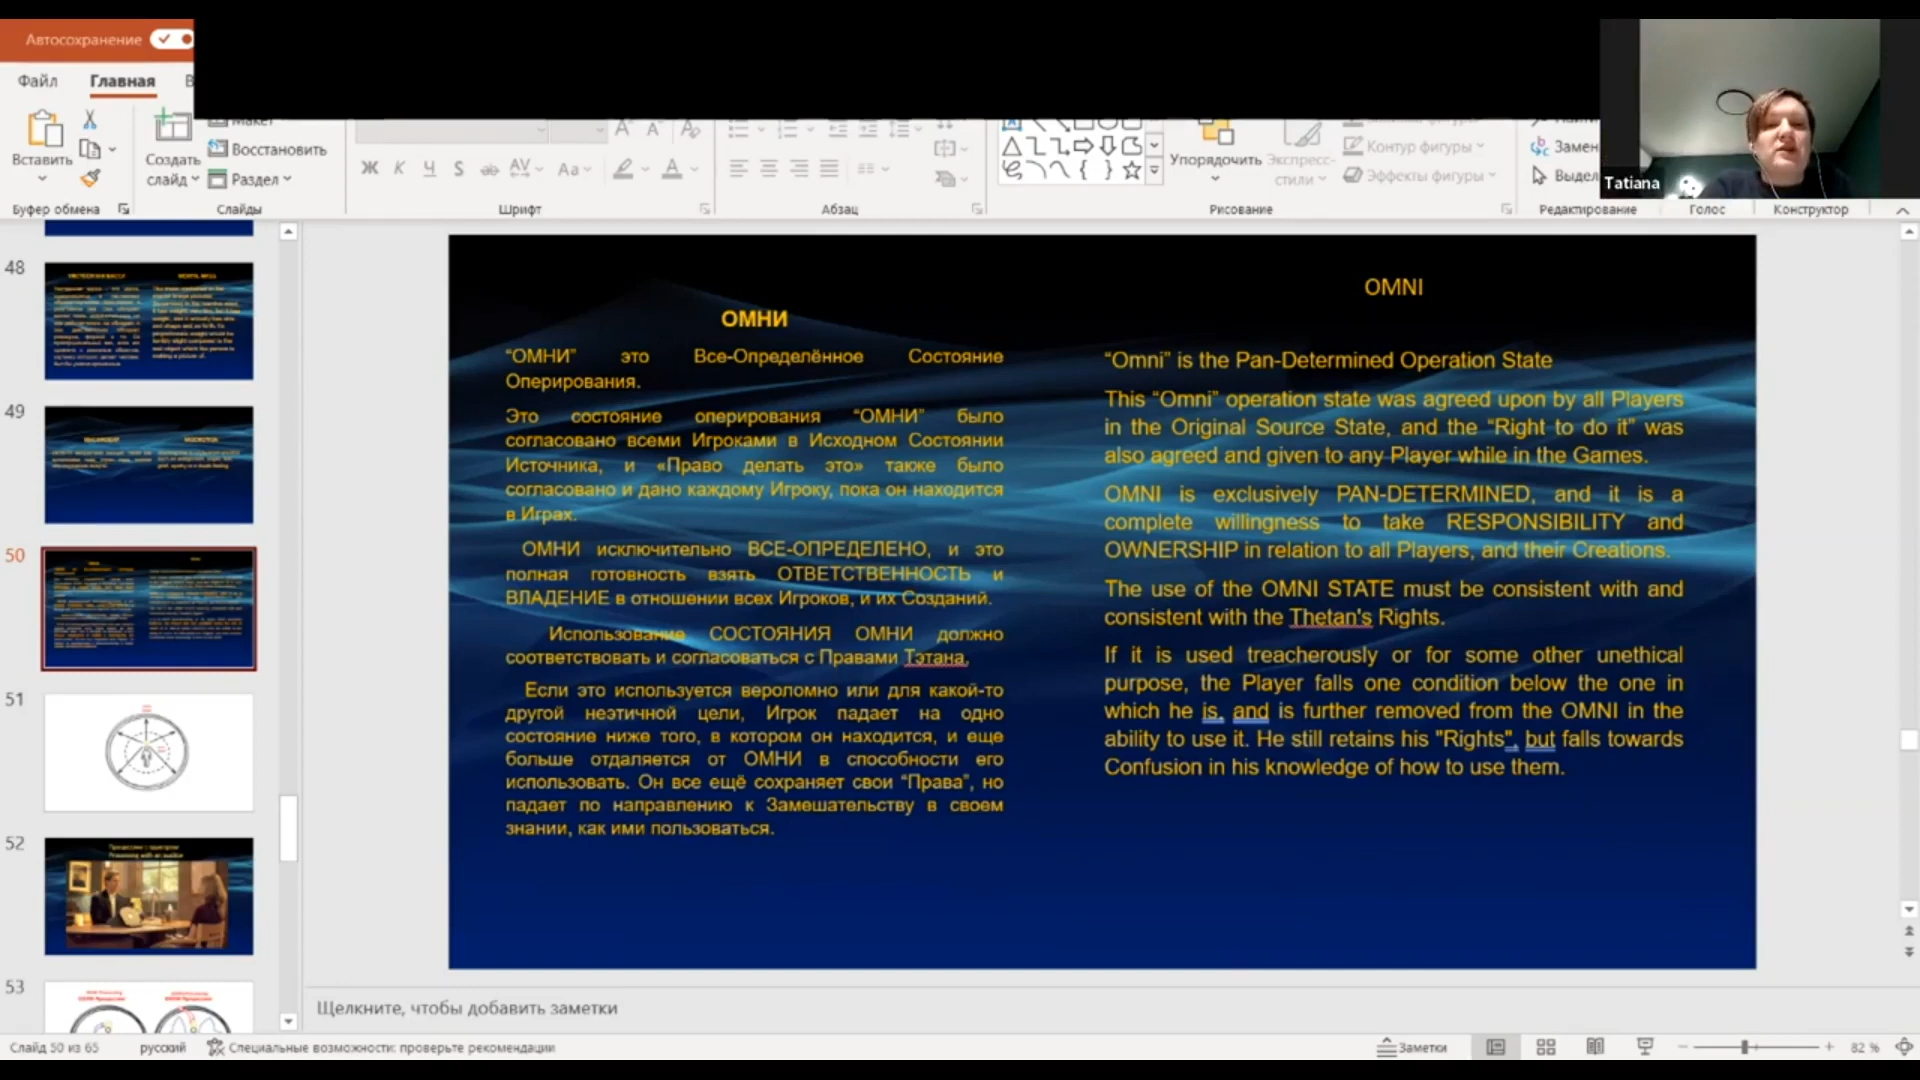 Автосохранение
Файл
Главная
В
Вставить
Создать
слайд
Макет
Восстановить
Раздел
Буфер обмена
Слайды
Ж К Ч S ab AV Aa А
Шрифт
Абзац
Упорядочить
Экспресс-
стили
Контур фигуры
Эффекты фигуры
Рисование
Замен
Выдел
Редактирование
Голос
Конструктор
Tatiana
48
49
50
51
52
53
ОМНИ
“ОМНИ” это Все-Определённое Состояние
Оперирования.
Это состояние оперирования “ОМНИ” было
согласовано всеми Игроками в Исходном Состоянии
Источника, и «Право делать это» также было
согласовано и дано каждому Игроку, пока он находится
в Играх.
ОМНИ исключительно ВСЕ-ОПРЕДЕЛЕНО, и это
полная готовность взять ОТВЕТСТВЕННОСТЬ и
ВЛАДЕНИЕ в отношении всех Игроков, и их Созданий.
Использование СОСТОЯНИЯ ОМНИ должно
соответствовать и согласоваться с Правами Тэтана.
Если это используется вероломно или для какой-то
другой неэтичной цели, Игрок падает на одно
состояние ниже того, в котором он находится, и еще
больше отдаляется от ОМНИ в способности его
использовать. Он все ещё сохраняет свои “Права”, но
падает по направлению к Замешательству в своем
знании, как ими пользоваться.
OMNI
“Omni” is the Pan-Determined Operation State
This “Omni” operation state was agreed upon by all Players
in the Original Source State, and the “Right to do it” was
also agreed and given to any Player while in the Games.
OMNI is exclusively PAN-DETERMINED, and it is a
complete willingness to take RESPONSIBILITY and
OWNERSHIP in relation to all Players, and their Creations.
The use of the OMNI STATE must be consistent with and
consistent with the Thetan's Rights.
If it is used treacherously or for some other unethical
purpose, the Player falls one condition below the one in
which he is, and is further removed from the OMNI in the
ability to use it. He still retains his "Rights", but falls towards
Confusion in his knowledge of how to use them.
Щелкните, чтобы добавить заметки
Слайд 50 из 65
русский
Специальные возможности: проверьте рекомендации
Заметки
82 %